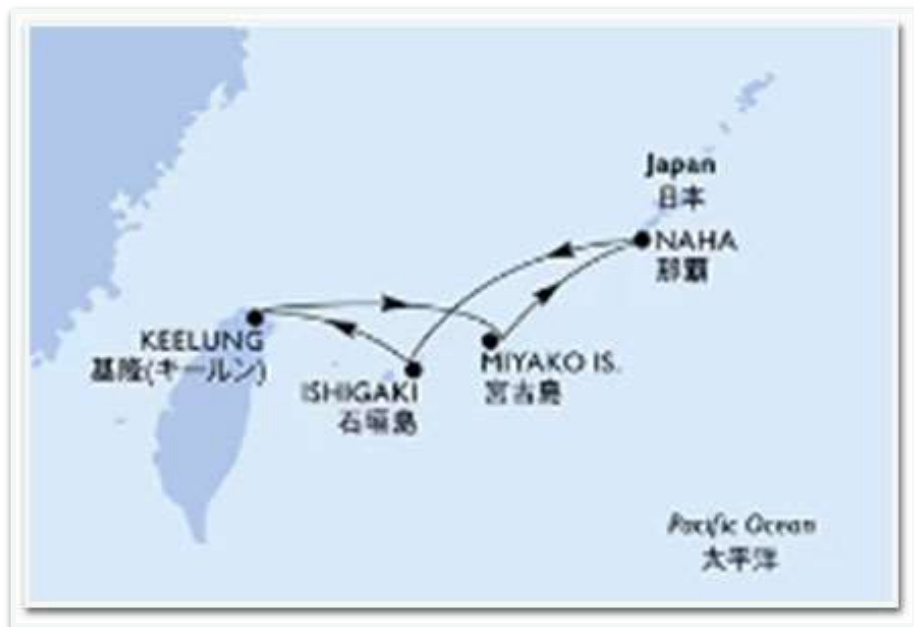 Japan
日本
NAHA
那覇
KEELUNG
基隆(キールン)
MIYAKO IS.
宮古島
ISHIGAKI
石垣島
Pacific Ocean
太平洋